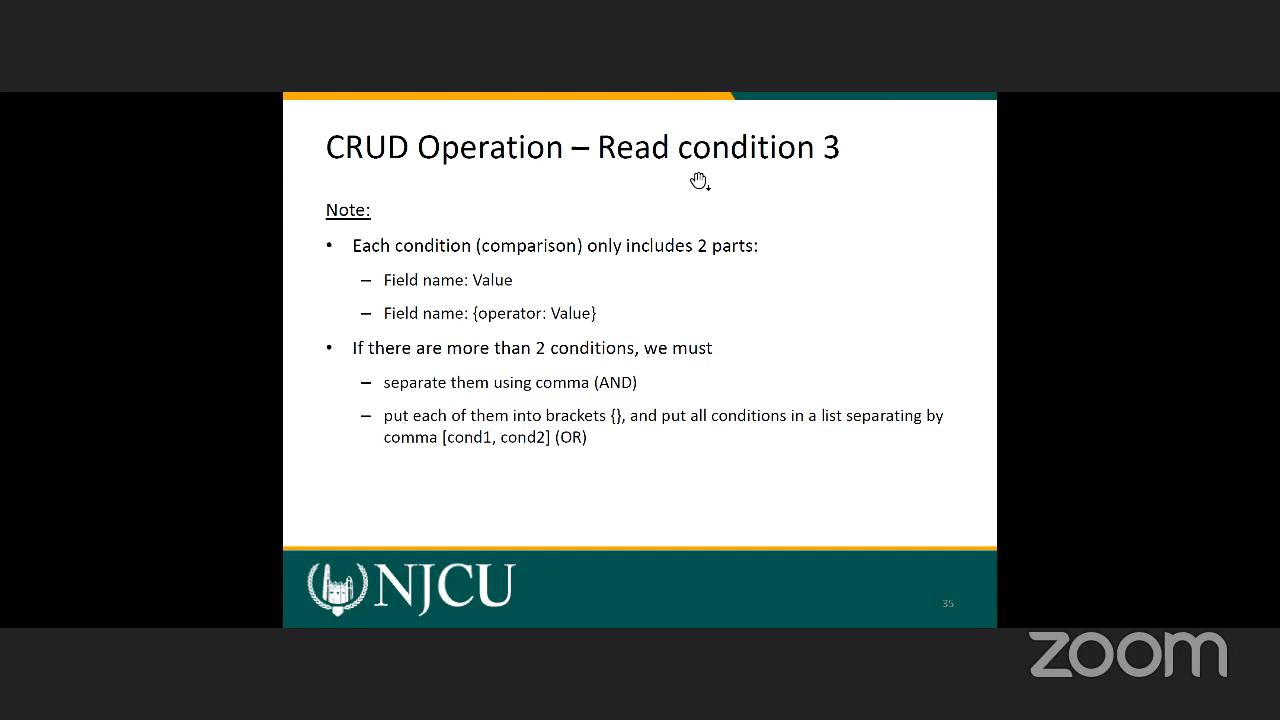 CRUD Operation – Read condition 3
Note:
• Each condition (comparison) only includes 2 parts:
– Field name: Value
– Field name: {operator: Value}
• If there are more than 2 conditions, we must
– separate them using comma (AND)
– put each of them into brackets {}, and put all conditions in a list separating by
comma [cond1, cond2] (OR)
NJCU
35
zoom